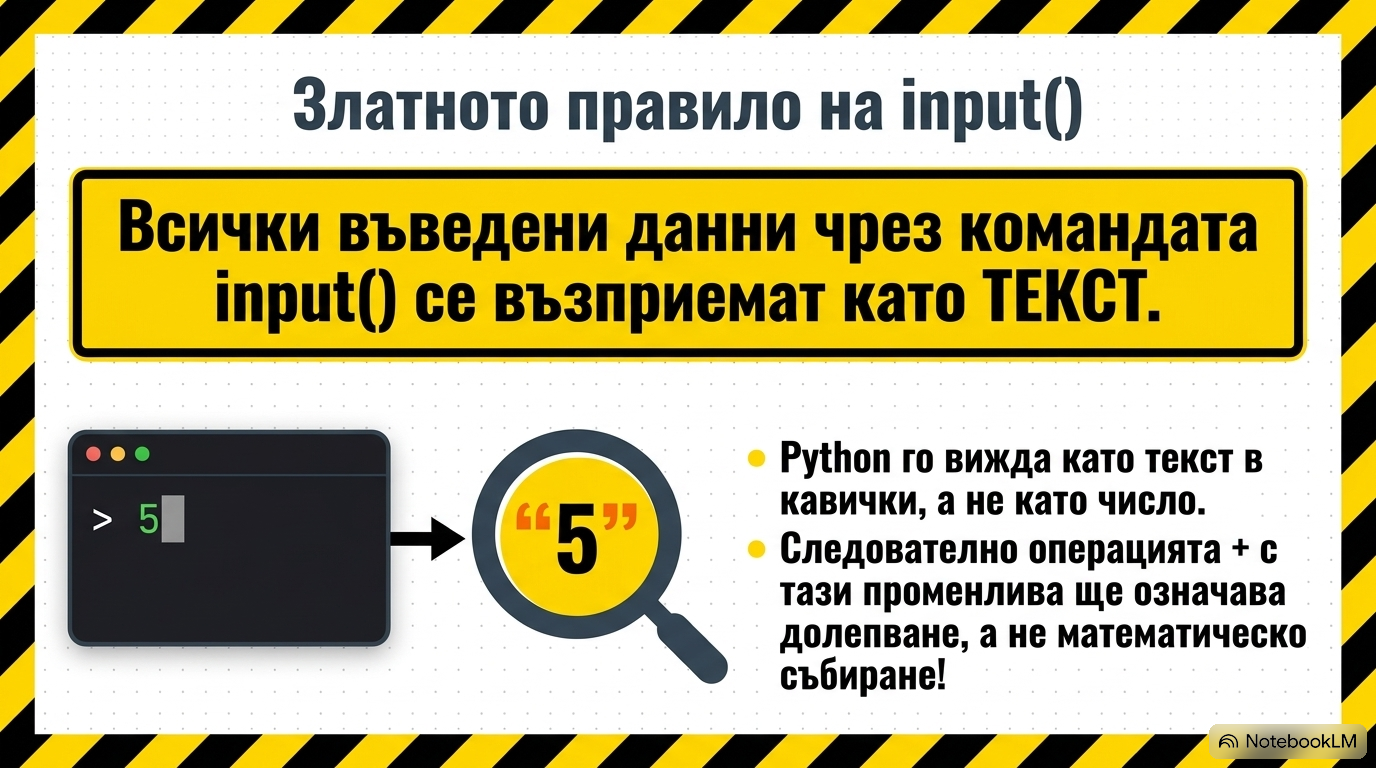 Златното правило на input()
Всички въведени данни чрез командата
input() се възприемат като ТЕКСТ.
> 5
“5”
Python го вижда като текст в
кавички, а не като число.
Следователно операцията + с
тази променлива ще означава
долепване, а не математическо
събиране!
NotebookLM